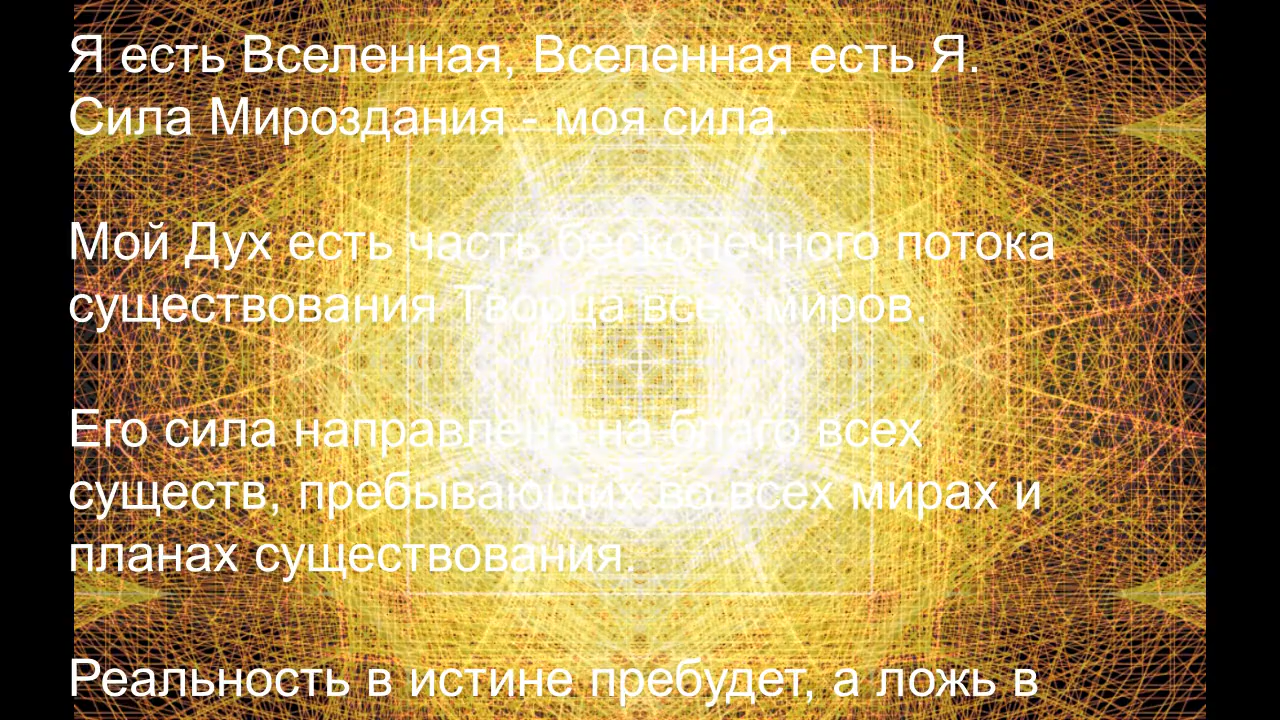 Я есть Вселенная, Вселенная есть Я.
Сила Мироздания - моя сила.
Мой Дух есть часть бесконечного потока
существования Творца всех миров.
Его сила направлена на благо всех
существ, пребывающих во всех мирах и
планах существования.
Реальность в истине пребудет, а ложь в